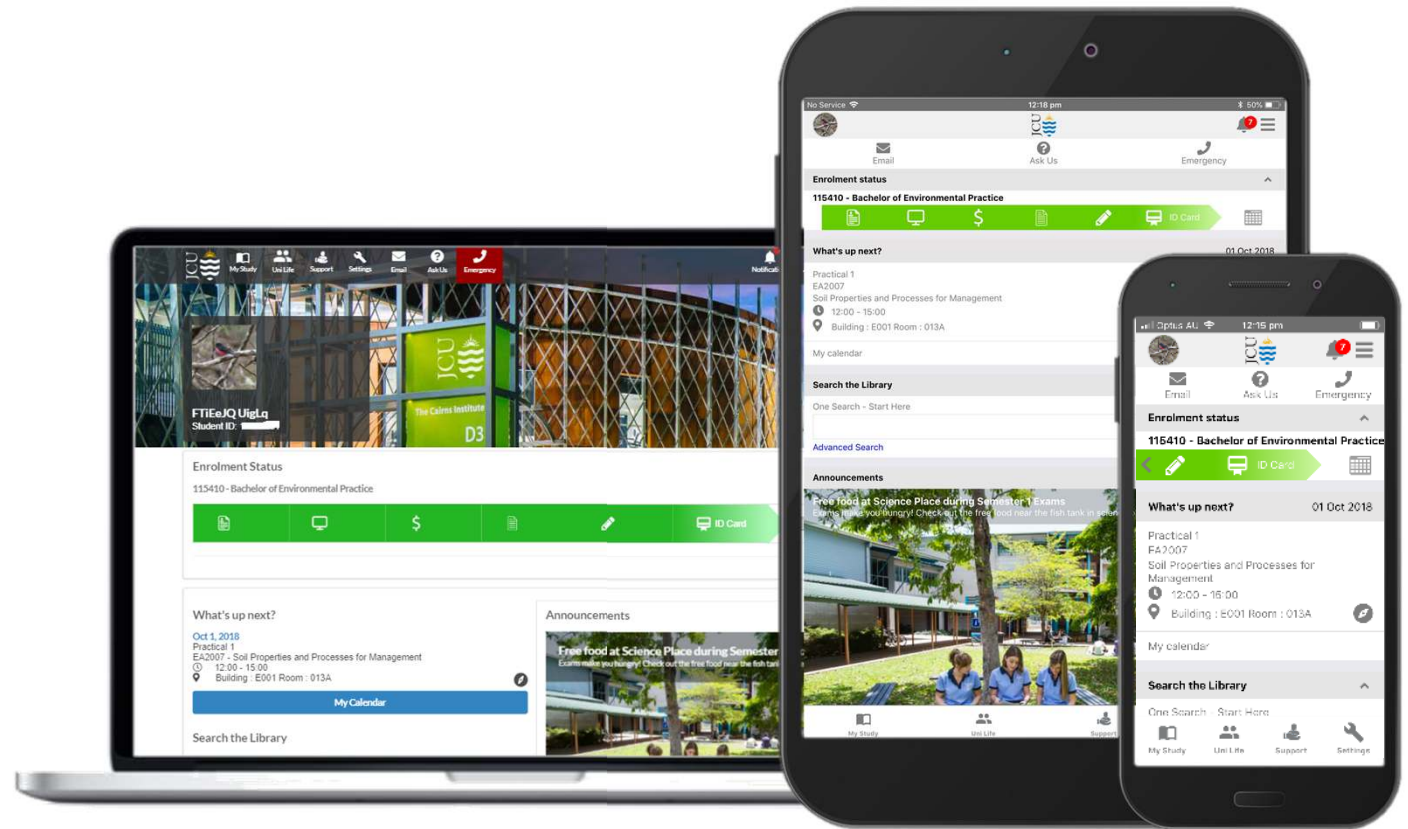 JCU
My Study
Uni Life
Support
Settings
Email
Ask Us
Emergency
Notificati
JCU
The Cairns Institute
D3
FTiEeJQ UigLq
Student ID:
Enrolment Status
115410 - Bachelor of Environmental Practice
$
ID Card
What's up next?
Oct 1, 2018
Practical 1
EA2007 - Soil Properties and Processes for Management
12:00 - 15:00
Building : E001 Room : 013A
My Calendar
Search the Library
Announcements
Free food at Science Place during Semester
Exams make you hungry! Check out the free food near the fish tan
No Service
12:18 pm
50%
JCU
7
Email
Ask Us
Emergency
Enrolment status
115410 - Bachelor of Environmental Practice
$
ID Card
What's up next?
01 Oct 2018
Practical 1
EA2007
Soil Properties and Processes for Management
12:00 - 15:00
Building : E001 Room : 013A
My calendar
Search the Library
One Search - Start Here
Advanced Search
Announcements
Free food at Science Place during Semester 1 Exams
Exams make you hungry! Check out the free food near the fish tank in scien
My Study
Uni Life
Support
Optus AU
12:15 pm
JCU
7
Email
Ask Us
Emergency
Enrolment status
115410 - Bachelor of Environmental Practice
ID Card
What's up next?
01 Oct 2018
Practical 1
EA2007
Soil Properties and Processes for
Management
12:00 - 15:00
Building : E001 Room : 013A
My calendar
Search the Library
One Search - Start Here
My Study
Uni Life
Support
Settings